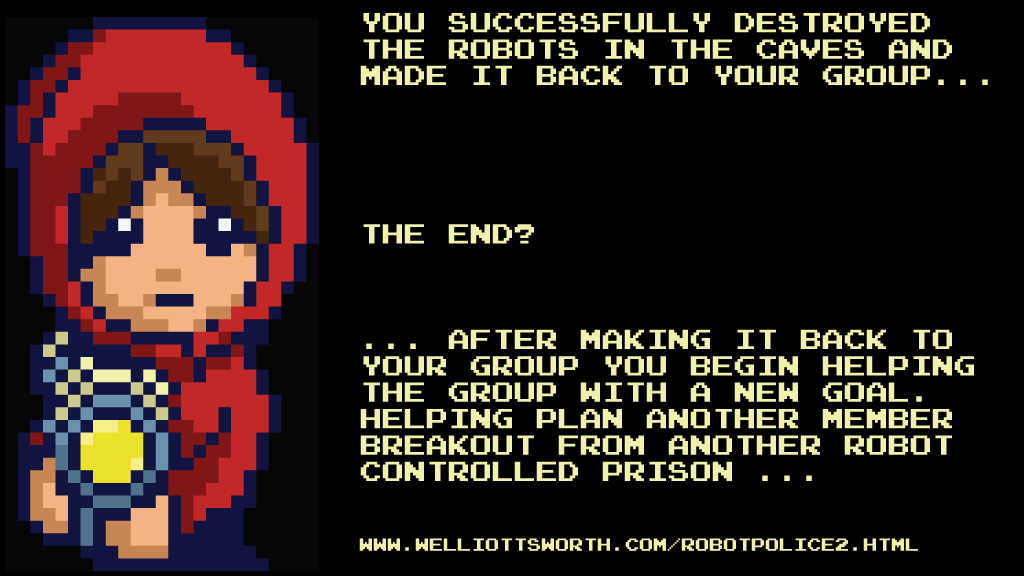 YOU SUCCESSFULLY DESTROYED
THE ROBOTS IN THE CAVES AND
MADE IT BACK TO YOUR GROUP...
THE END?
... AFTER MAKING IT BACK TO
YOUR GROUP YOU BEGIN HELPING
THE GROUP WITH A NEW GOAL.
HELPING PLAN ANOTHER MEMBER
BREAKOUT FROM ANOTHER ROBOT
CONTROLLED PRISON ...
WWW.WELLIOTTSWORTH.COM/ROBOTPOLICE2.HTML